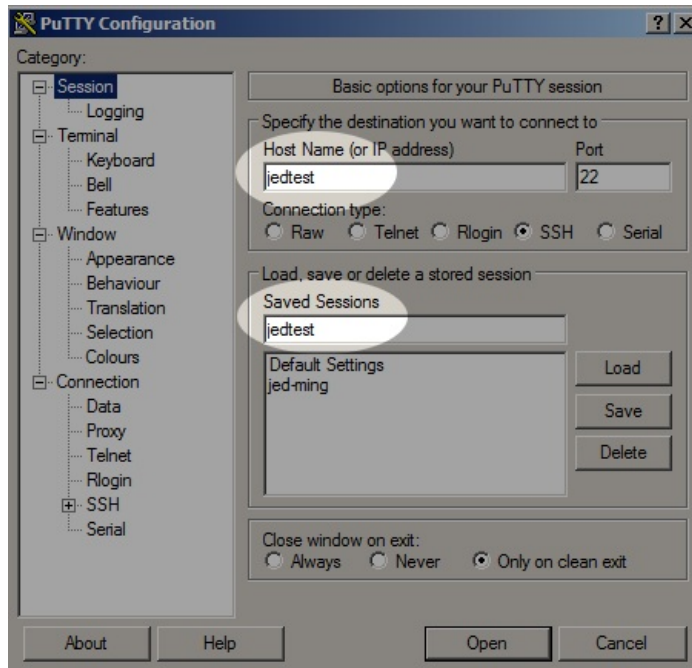 PuTTY Configuration
Category:
Session
Logging
Terminal
Keyboard
Bell
Features
Window
Appearance
Behaviour
Translation
Selection
Colours
Connection
Data
Proxy
Telnet
Rlogin
SSH
Serial
Basic options for your PuTTY session
Specify the destination you want to connect to
Host Name (or IP address) Port
jedtest 22
Connection type:
Raw Telnet Rlogin SSH Serial
Load, save or delete a stored session
Saved Sessions
jedtest
Default Settings
jed-ming
Load
Save
Delete
Close window on exit:
Always Never Only on clean exit
About Help Open Cancel